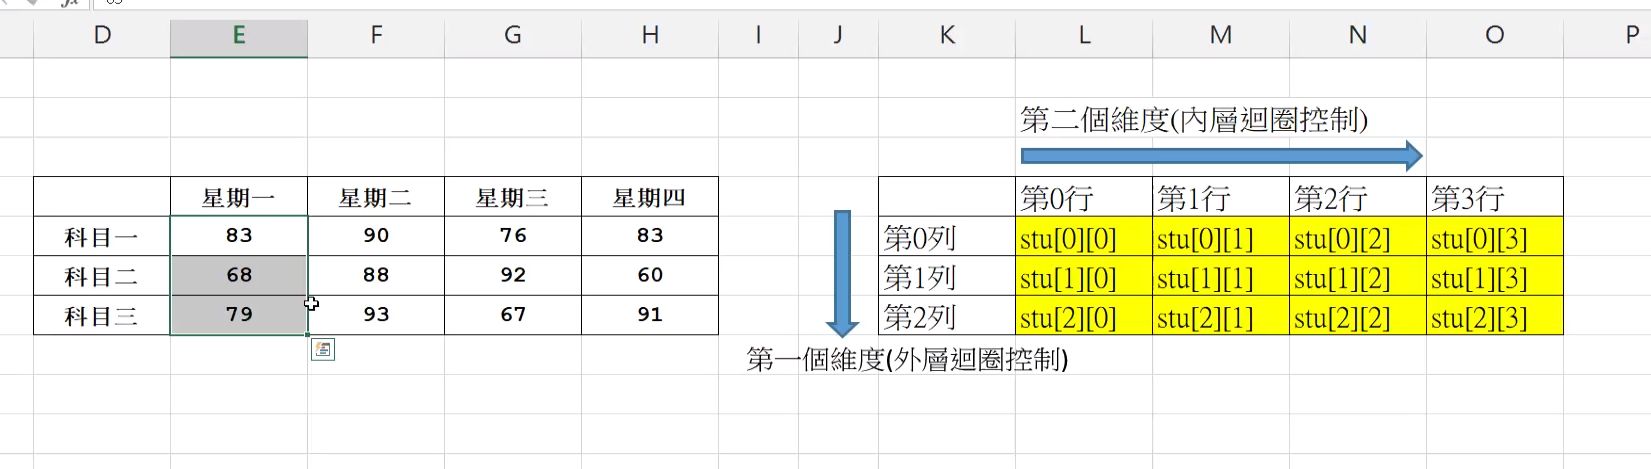 D E F G H I J K L M N O P
第二個維度(內層迴圈控制)
星期一 星期二 星期三 星期四
科目一 83 90 76 83
科目二 68 88 92 60
科目三 79 93 67 91
第0行 第1行 第2行 第3行
第0列 stu[0][0] stu[0][1] stu[0][2] stu[0][3]
第1列 stu[1][0] stu[1][1] stu[1][2] stu[1][3]
第2列 stu[2][0] stu[2][1] stu[2][2] stu[2][3]
第一個維度(外層迴圈控制)